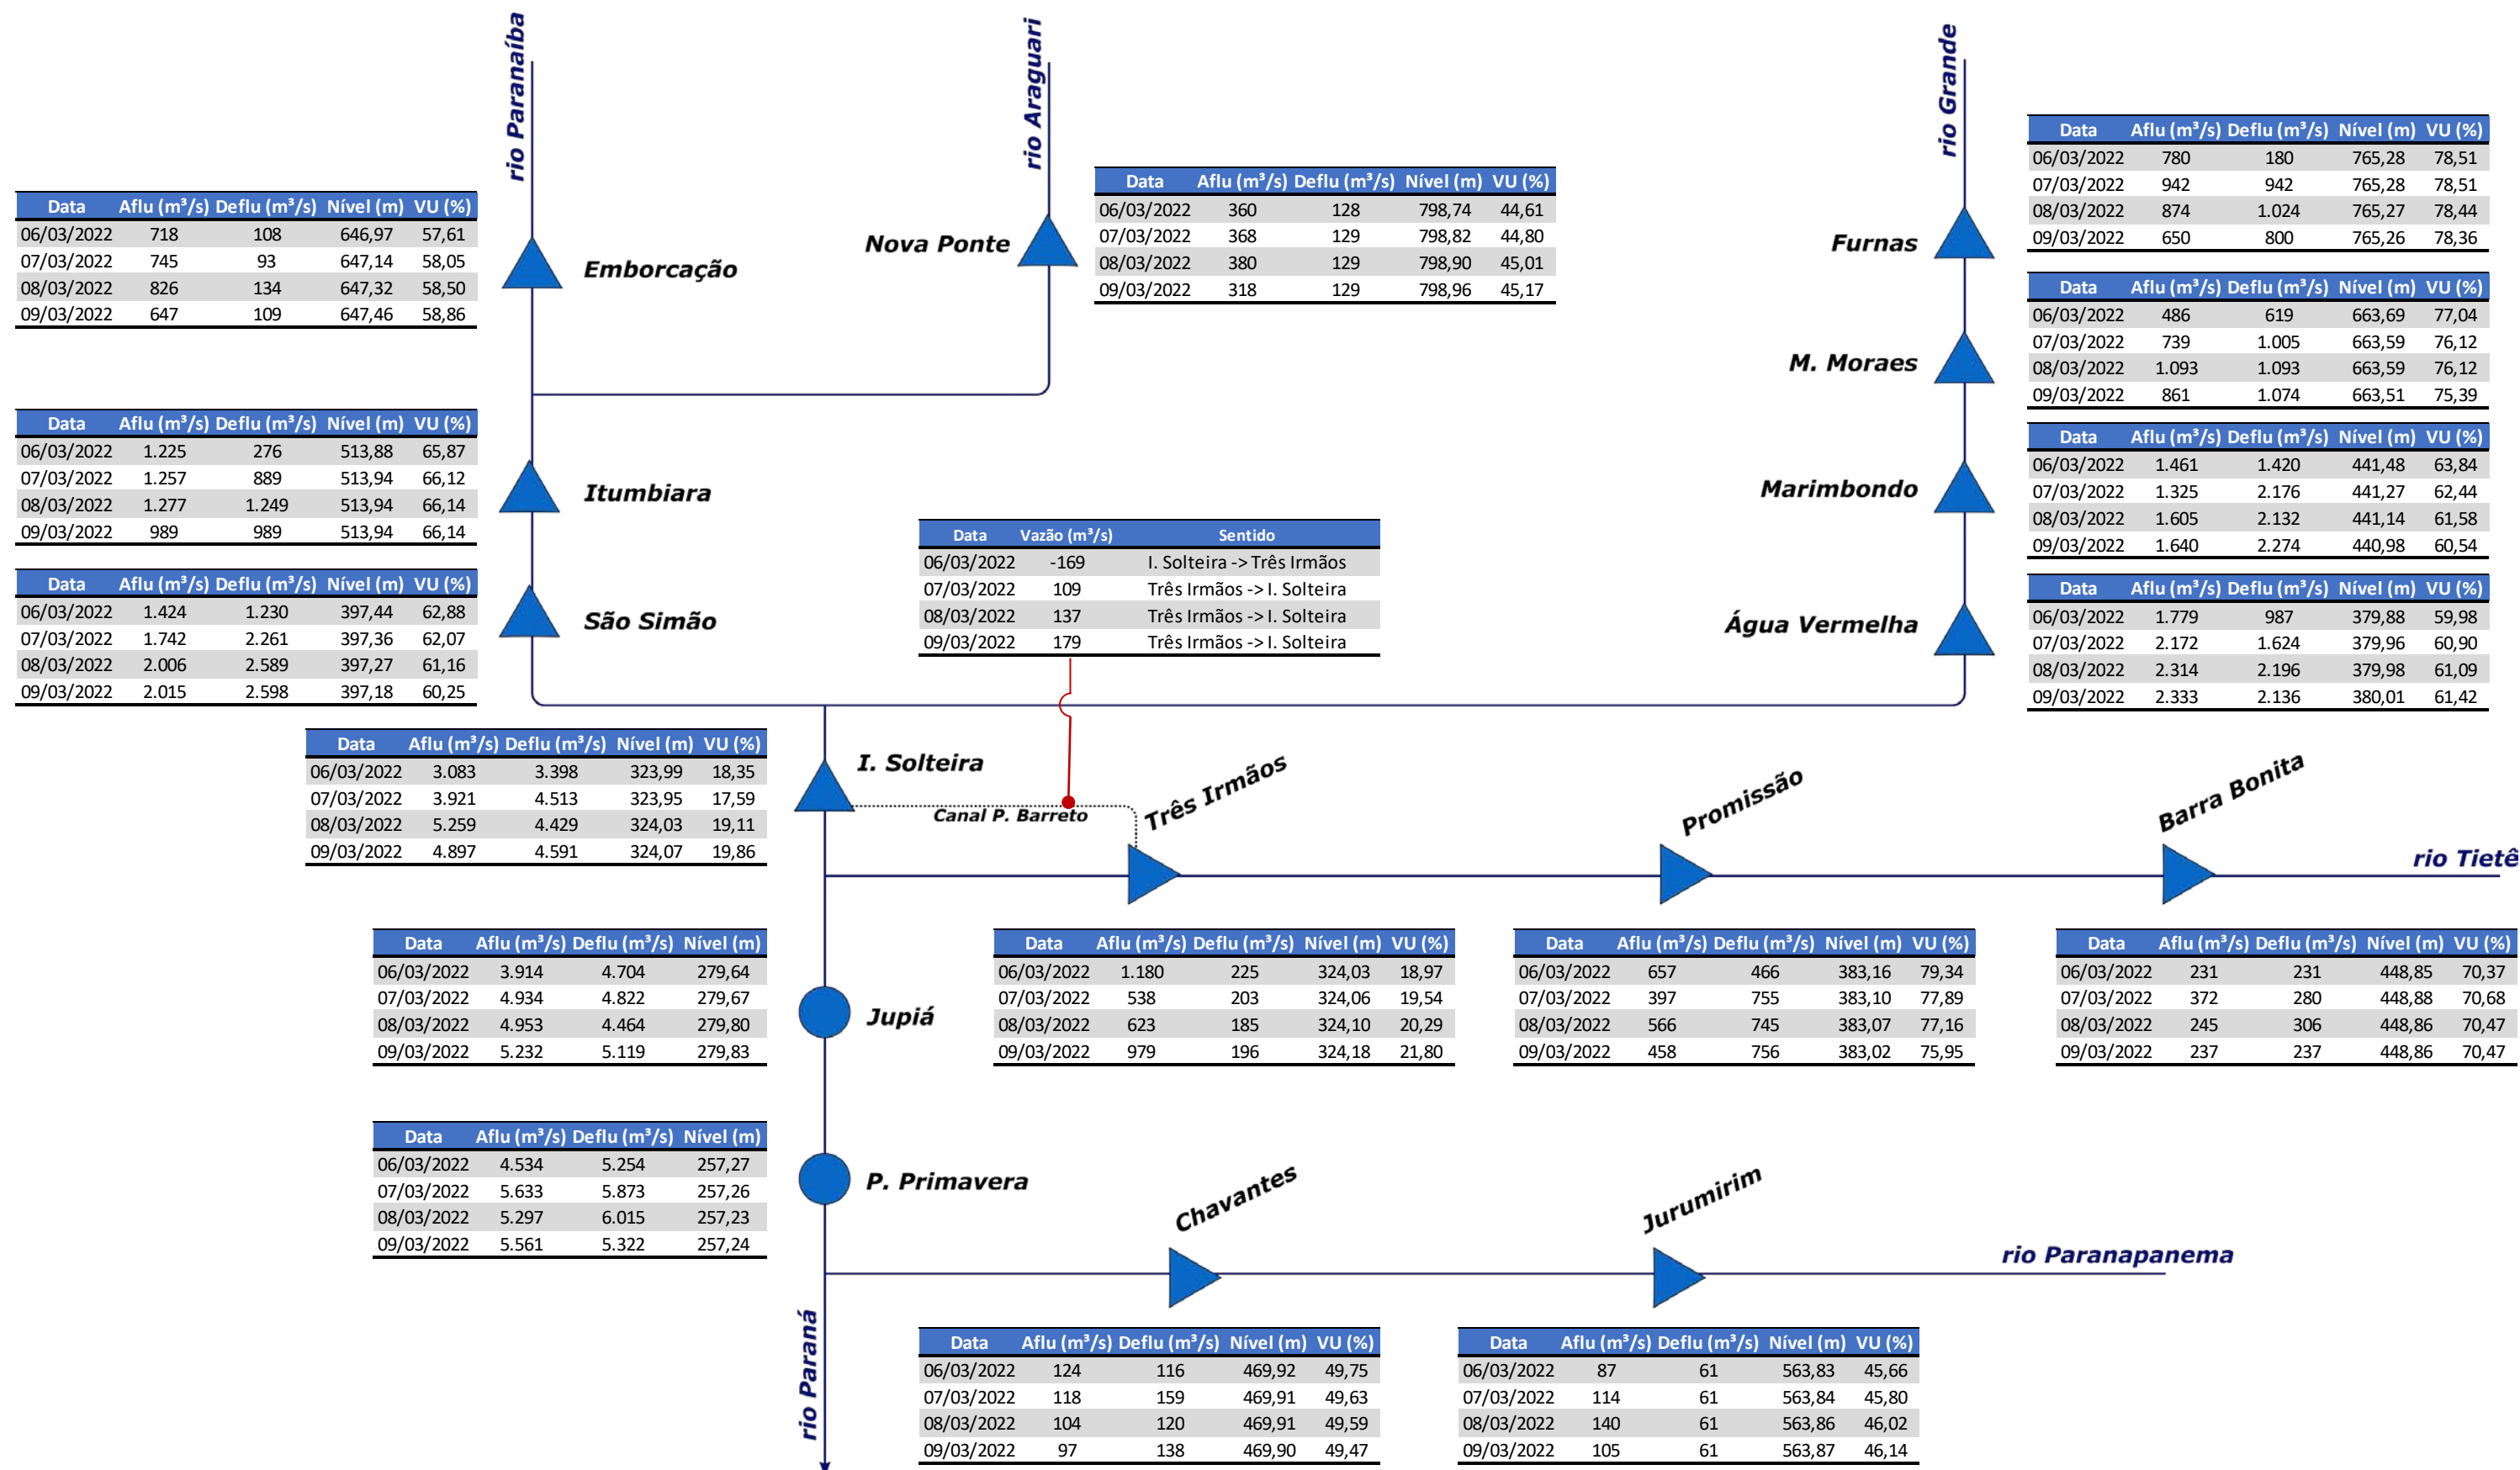 rio Paranaíba
rio Araguari
rio Grande
Data Aflu (m³/s) Deflu (m³/s) Nível (m) VU (%)
06/03/2022 780 180 765,28 78,51
07/03/2022 942 942 765,28 78,51
08/03/2022 874 1.024 765,27 78,44
09/03/2022 650 800 765,26 78,36
Furnas
Data Aflu (m³/s) Deflu (m³/s) Nível (m) VU (%)
06/03/2022 360 128 798,74 44,61
07/03/2022 368 129 798,82 44,80
08/03/2022 380 129 798,90 45,01
09/03/2022 318 129 798,96 45,17
Nova Ponte
Data Aflu (m³/s) Deflu (m³/s) Nível (m) VU (%)
06/03/2022 718 108 646,97 57,61
07/03/2022 745 93 647,14 58,05
08/03/2022 826 134 647,32 58,50
09/03/2022 647 109 647,46 58,86
Emborcação
Data Aflu (m³/s) Deflu (m³/s) Nível (m) VU (%)
06/03/2022 486 619 663,69 77,04
07/03/2022 739 1.005 663,59 76,12
08/03/2022 1.093 1.093 663,59 76,12
09/03/2022 861 1.074 663,51 75,39
M. Moraes
Data Aflu (m³/s) Deflu (m³/s) Nível (m) VU (%)
06/03/2022 1.225 276 513,88 65,87
07/03/2022 1.257 889 513,94 66,12
08/03/2022 1.277 1.249 513,94 66,14
09/03/2022 989 989 513,94 66,14
Itumbiara
Data Aflu (m³/s) Deflu (m³/s) Nível (m) VU (%)
06/03/2022 1.461 1.420 441,48 63,84
07/03/2022 1.325 2.176 441,27 62,44
08/03/2022 1.605 2.132 441,14 61,58
09/03/2022 1.640 2.274 440,98 60,54
Marimbondo
Data Vazão (m³/s) Sentido
06/03/2022 -169 I. Solteira -> Três Irmãos
07/03/2022 109 Três Irmãos -> I. Solteira
08/03/2022 137 Três Irmãos -> I. Solteira
09/03/2022 179 Três Irmãos -> I. Solteira
Data Aflu (m³/s) Deflu (m³/s) Nível (m) VU (%)
06/03/2022 1.424 1.230 397,44 62,88
07/03/2022 1.742 2.261 397,36 62,07
08/03/2022 2.006 2.589 397,27 61,16
09/03/2022 2.015 2.598 397,18 60,25
São Simão
Data Aflu (m³/s) Deflu (m³/s) Nível (m) VU (%)
06/03/2022 1.779 987 379,88 59,98
07/03/2022 2.172 1.624 379,96 60,90
08/03/2022 2.314 2.196 379,98 61,09
09/03/2022 2.333 2.136 380,01 61,42
Água Vermelha
Data Aflu (m³/s) Deflu (m³/s) Nível (m) VU (%)
06/03/2022 3.083 3.398 323,99 18,35
07/03/2022 3.921 4.513 323,95 17,59
08/03/2022 5.259 4.429 324,03 19,11
09/03/2022 4.897 4.591 324,07 19,86
I. Solteira
Canal P. Barreto
Três Irmãos
Promissão
Barra Bonita
rio Tietê
Data Aflu (m³/s) Deflu (m³/s) Nível (m)
06/03/2022 3.914 4.704 279,64
07/03/2022 4.934 4.822 279,67
08/03/2022 4.953 4.464 279,80
09/03/2022 5.232 5.119 279,83
Jupiá
Data Aflu (m³/s) Deflu (m³/s) Nível (m) VU (%)
06/03/2022 1.180 225 324,03 18,97
07/03/2022 538 203 324,06 19,54
08/03/2022 623 185 324,10 20,29
09/03/2022 979 196 324,18 21,80
Data Aflu (m³/s) Deflu (m³/s) Nível (m) VU (%)
06/03/2022 657 466 383,16 79,34
07/03/2022 397 755 383,10 77,89
08/03/2022 566 745 383,07 77,16
09/03/2022 458 756 383,02 75,95
Data Aflu (m³/s) Deflu (m³/s) Nível (m) VU (%)
06/03/2022 231 231 448,85 70,37
07/03/2022 372 280 448,88 70,68
08/03/2022 245 306 448,86 70,47
09/03/2022 237 237 448,86 70,47
Data Aflu (m³/s) Deflu (m³/s) Nível (m)
06/03/2022 4.534 5.254 257,27
07/03/2022 5.633 5.873 257,26
08/03/2022 5.297 6.015 257,23
09/03/2022 5.561 5.322 257,24
P. Primavera
Chavantes
Jurumirim
rio Paranapanema
rio Paraná
Data Aflu (m³/s) Deflu (m³/s) Nível (m) VU (%)
06/03/2022 124 116 469,92 49,75
07/03/2022 118 159 469,91 49,63
08/03/2022 104 120 469,91 49,59
09/03/2022 97 138 469,90 49,47
Data Aflu (m³/s) Deflu (m³/s) Nível (m) VU (%)
06/03/2022 87 61 563,83 45,66
07/03/2022 114 61 563,84 45,80
08/03/2022 140 61 563,86 46,02
09/03/2022 105 61 563,87 46,14